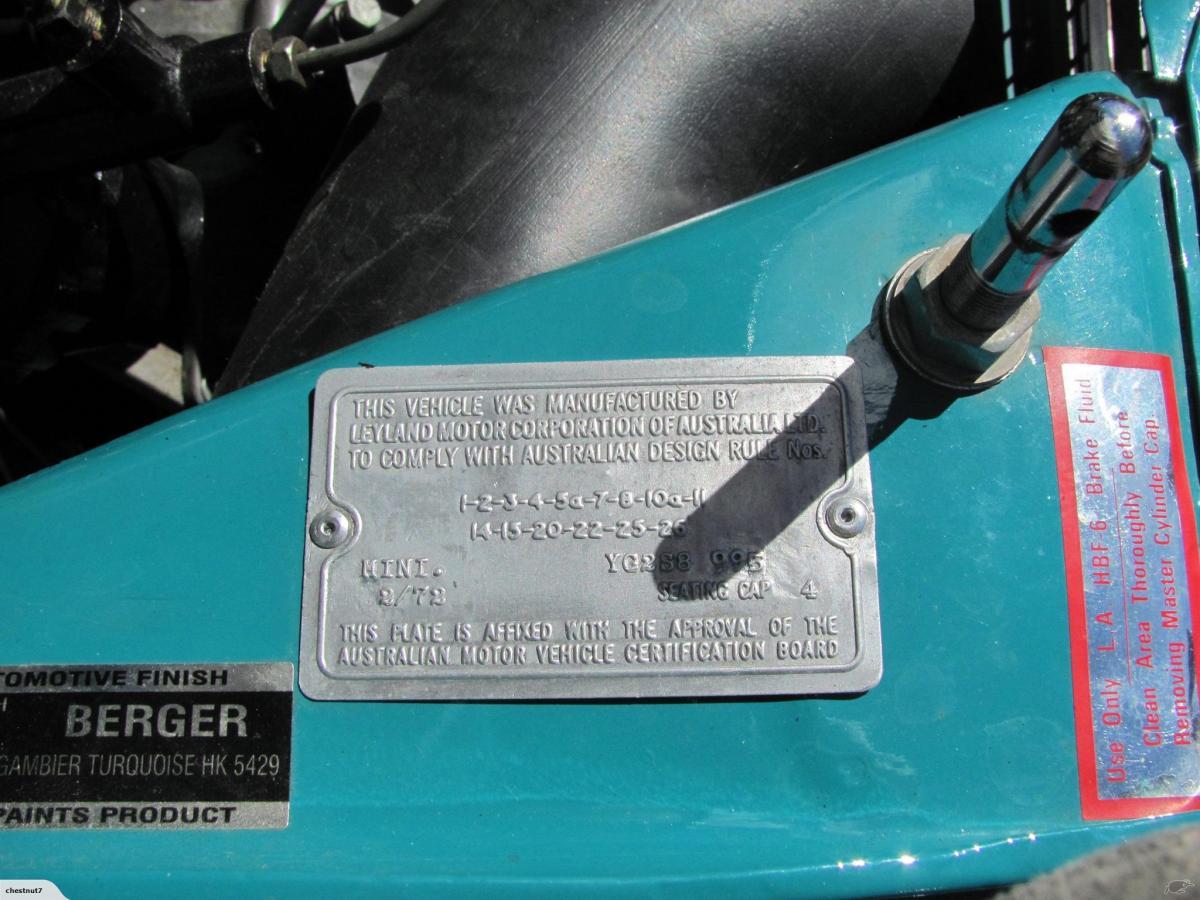 THIS VEHICLE WAS MANUFACTURED BY
LEYLAND MOTOR CORPORATION OF AUSTRALIA LTD.
TO COMPLY WITH AUSTRALIAN DESIGN RULE Nos.
1-2-3-4-5a-7-8-10a-11
14-15-20-22-25-26
MINI. YG2S8 995
2/72 SEATING CAP 4
THIS PLATE IS AFFIXED WITH THE APPROVAL OF THE
AUSTRALIAN MOTOR VEHICLE CERTIFICATION BOARD
TOMOTIVE FINISH
H
BERGER
GAMBIER TURQUOISE HK 5429
PAINTS PRODUCT
Use Only L/A HBF-6 Brake Fluid
Clean Area Thoroughly Before
Removing Master Cylinder Cap.
chestnut7